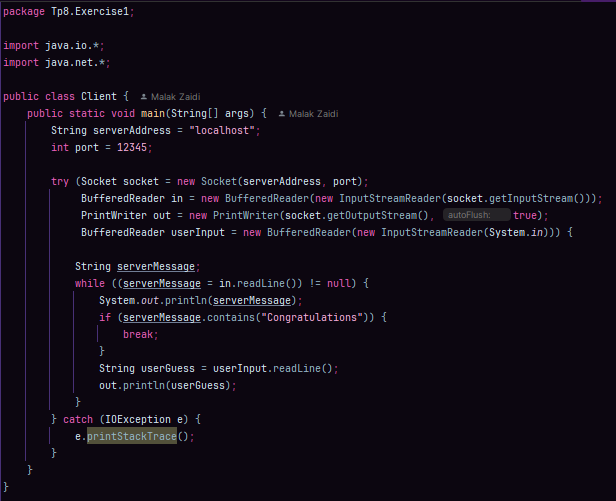 package Tp8.Exercise1;
import java.io.*;
import java.net.*;
public class Client { Malak Zaidi
    public static void main(String[] args) { Malak Zaidi
        String serverAddress = "localhost";
        int port = 12345;
        try (Socket socket = new Socket(serverAddress, port);
             BufferedReader in = new BufferedReader(new InputStreamReader(socket.getInputStream()));
             PrintWriter out = new PrintWriter(socket.getOutputStream(), autoFlush: true);
             BufferedReader userInput = new BufferedReader(new InputStreamReader(System.in))) {
            String serverMessage;
            while ((serverMessage = in.readLine()) != null) {
                System.out.println(serverMessage);
                if (serverMessage.contains("Congratulations")) {
                    break;
                }
                String userGuess = userInput.readLine();
                out.println(userGuess);
            }
        } catch (IOException e) {
            e.printStackTrace();
        }
    }
}